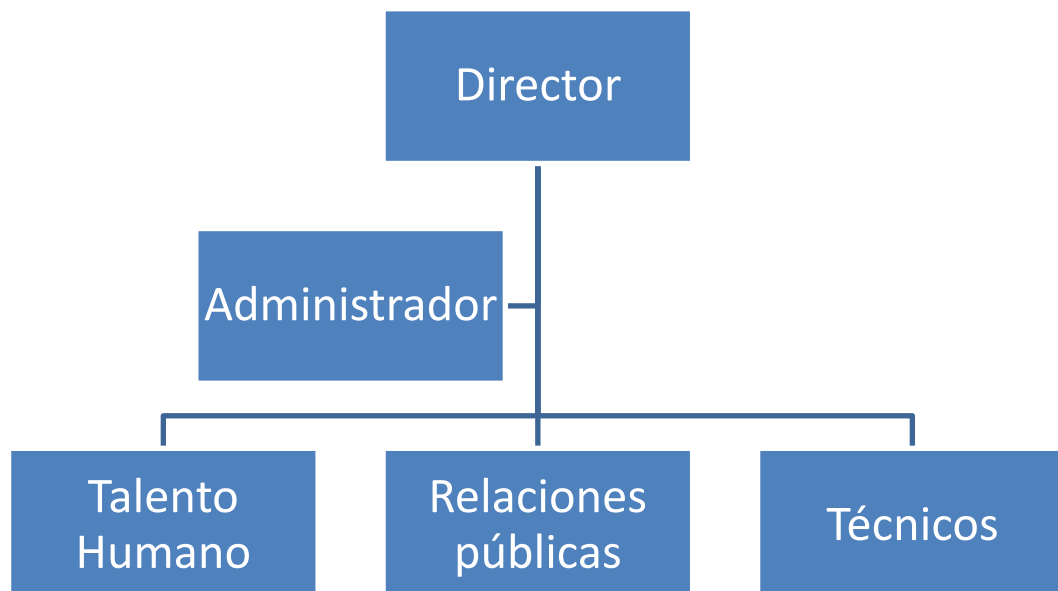 Director
Administrador
Talento
Humano
Relaciones
públicas
Técnicos